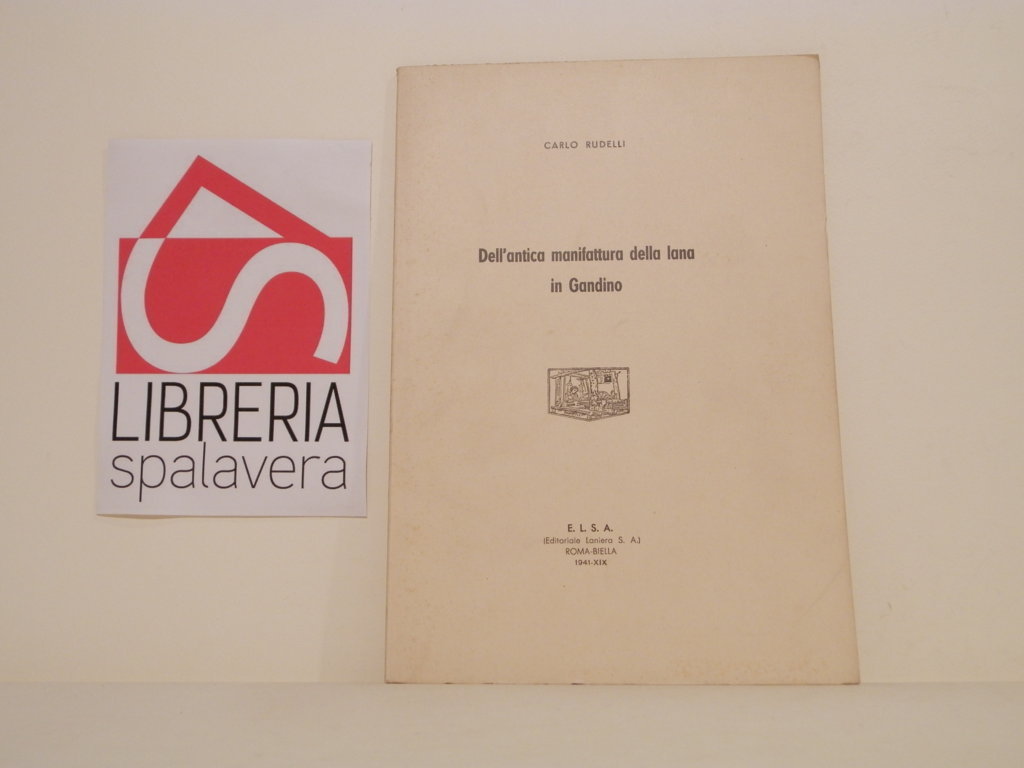 LIBRERIA
spalavera
CARLO RUDELLI
Dell'antica manifattura della lana
in Gandino
E. L. S. A.
(Editoriale Laniera S. A.)
ROMA-BIELLA
1941-XIX